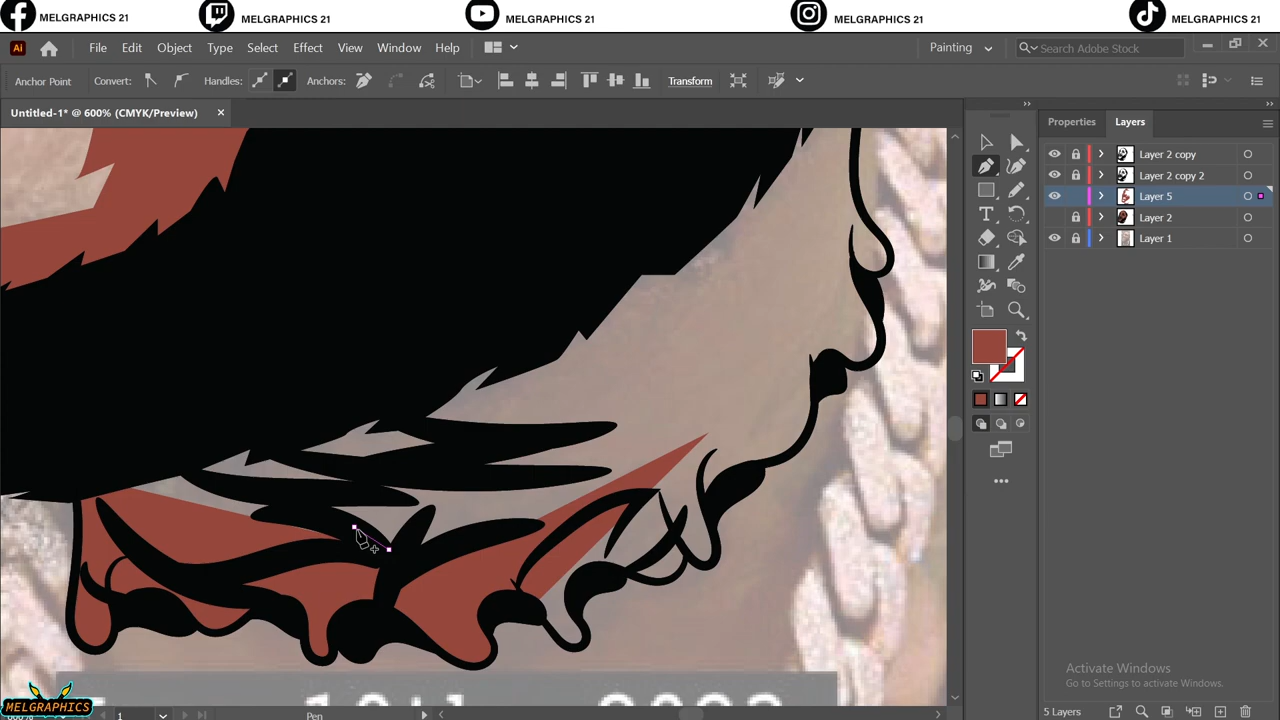 MELGRAPHICS 21 MELGRAPHICS 21 MELGRAPHICS 21 MELGRAPHICS 21 MELGRAPHICS 21
Ai File Edit Object Type Select Effect View Window Help Painting Search Adobe Stock
Anchor Point Convert: Handles: Anchors: Transform
Untitled-1* @ 600% (CMYK/Preview)
Properties Layers
Layer 2 copy
Layer 2 copy 2
Layer 5
Layer 2
Layer 1
Activate Windows
Go to Settings to activate Windows.
MELGRAPHICS
1 Pen 5 Layers